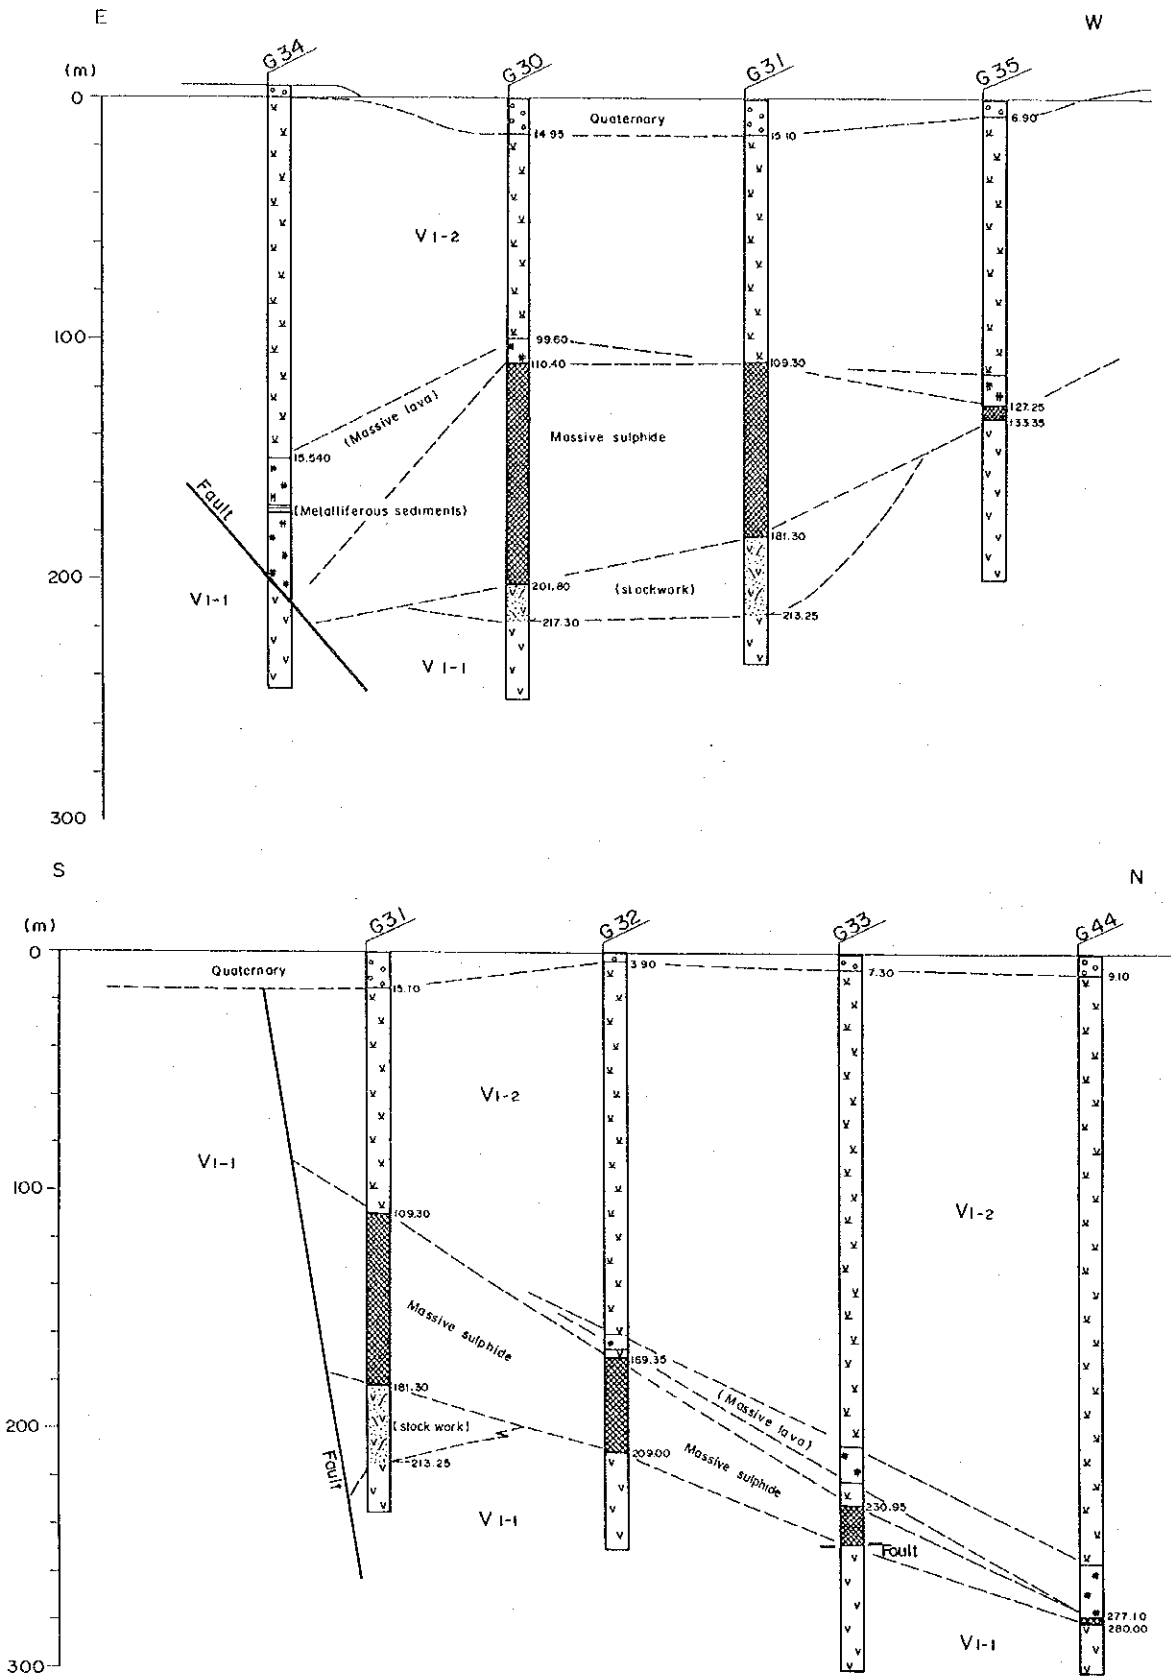 E
W
G34
G30
G31
G35
(m)
0
Quaternary
14.95
15.10
6.90
V1-2
100
99.60
110.40
109.30
127.25
133.35
(Massive lava)
Massive sulphide
15.540
Fault
(Metalliferous sediments)
181.30
200
V1-1
201.80
(stockwork)
217.30
213.25
V1-1
300
S
N
G31
G32
G33
G44
(m)
0
Quaternary
15.10
3.90
7.30
9.10
V1-2
V1-1
100
109.30
V1-2
Massive sulphide
169.35
181.30
(Massive lava)
200
(stock work)
209.00
Massive sulphide
213.25
Fault
230.95
V1-1
Fault
277.10
280.00
V1-1
300